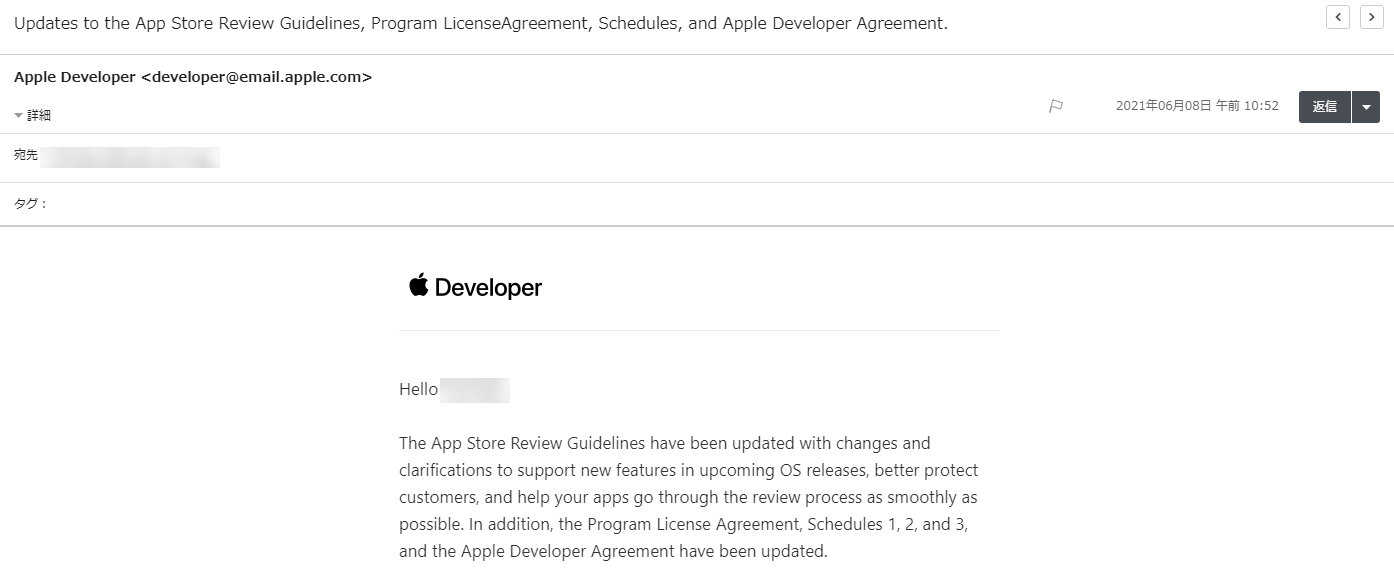 Updates to the App Store Review Guidelines, Program LicenseAgreement, Schedules, and Apple Developer Agreement.
Apple Developer <developer@email.apple.com>
詳細
2021年06月08日 午前 10:52
返信
宛先
タグ :
Developer
Hello
The App Store Review Guidelines have been updated with changes and
clarifications to support new features in upcoming OS releases, better protect
customers, and help your apps go through the review process as smoothly as
possible. In addition, the Program License Agreement, Schedules 1, 2, and 3,
and the Apple Developer Agreement have been updated.